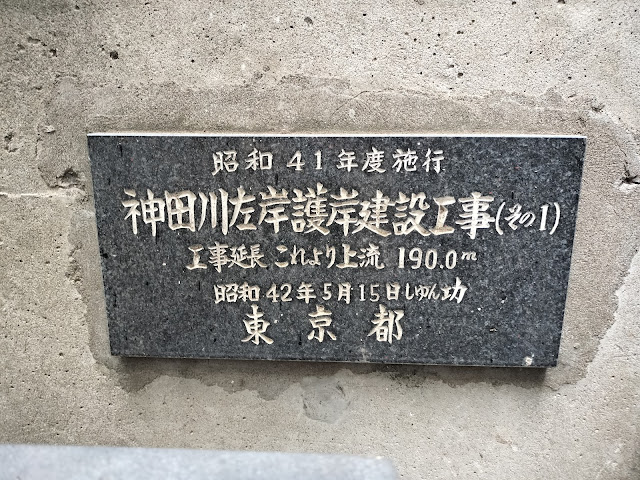 昭和41年度施行
神田川左岸護岸建設工事(その1)
工事延長 これより上流 190.0m
昭和42年5月15日しゅん功
東京都